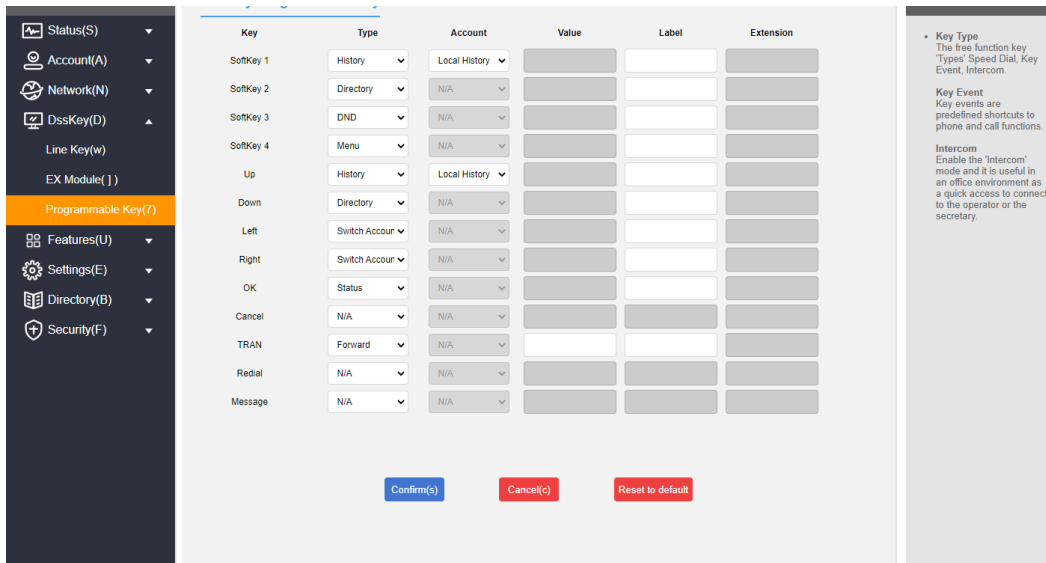 Status(S)
Account(A)
Network(N)
DssKey(D)
Line Key(w)
EX Module( ] )
Programmable Key(7)
Features(U)
Settings(E)
Directory(B)
Security(F)
Key Type Account Value Label Extension
SoftKey 1 History Local History
SoftKey 2 Directory N/A
SoftKey 3 DND N/A
SoftKey 4 Menu N/A
Up History Local History
Down Directory N/A
Left Switch Accoun N/A
Right Switch Accoun N/A
OK Status N/A
Cancel N/A N/A
TRAN Forward N/A
Redial N/A N/A
Message N/A N/A
Confirm(s) Cancel(c) Reset to default
Key Type
The free function key
'Types' Speed Dial, Key
Event, Intercom.
Key Event
Key events are
predefined shortcuts to
phone and call functions.
Intercom
Enable the 'Intercom'
mode and it is useful in
an office environment as
a quick access to connect
to the operator or the
secretary.